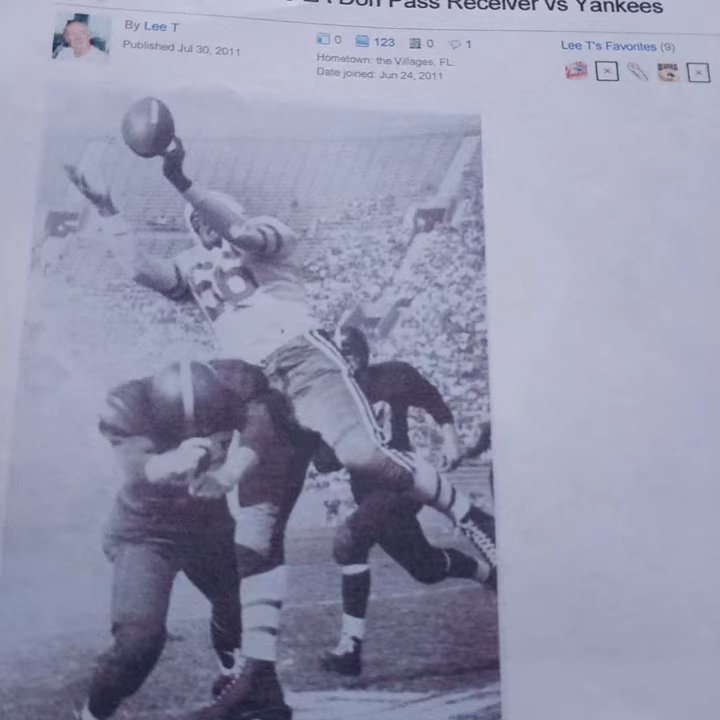 Don Pass Receiver vs Yankees
By Lee T
Published Jul 30, 2011
0 123 0 1
Hometown: the Villages, FL
Date joined: Jun 24, 2011
Lee T's Favorites (9)